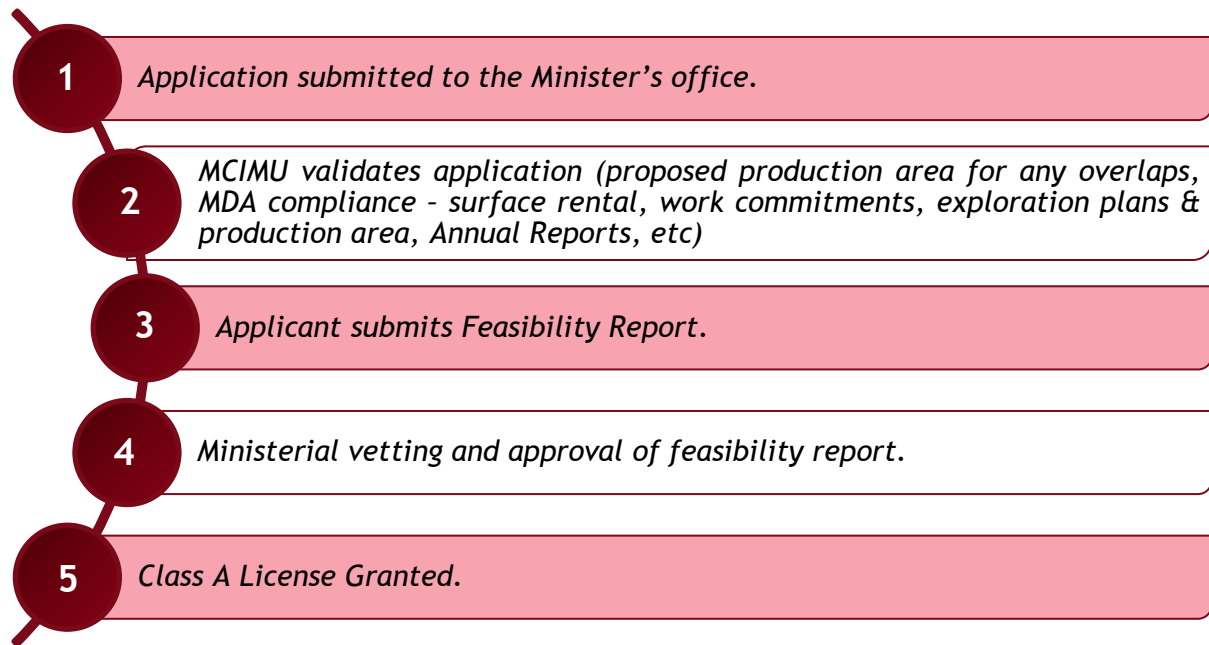 1
Application submitted to the Minister’s office.
2
MCIMU validates application (proposed production area for any overlaps,
MDA compliance – surface rental, work commitments, exploration plans &
production area, Annual Reports, etc)
3
Applicant submits Feasibility Report.
4
Ministerial vetting and approval of feasibility report.
5
Class A License Granted.